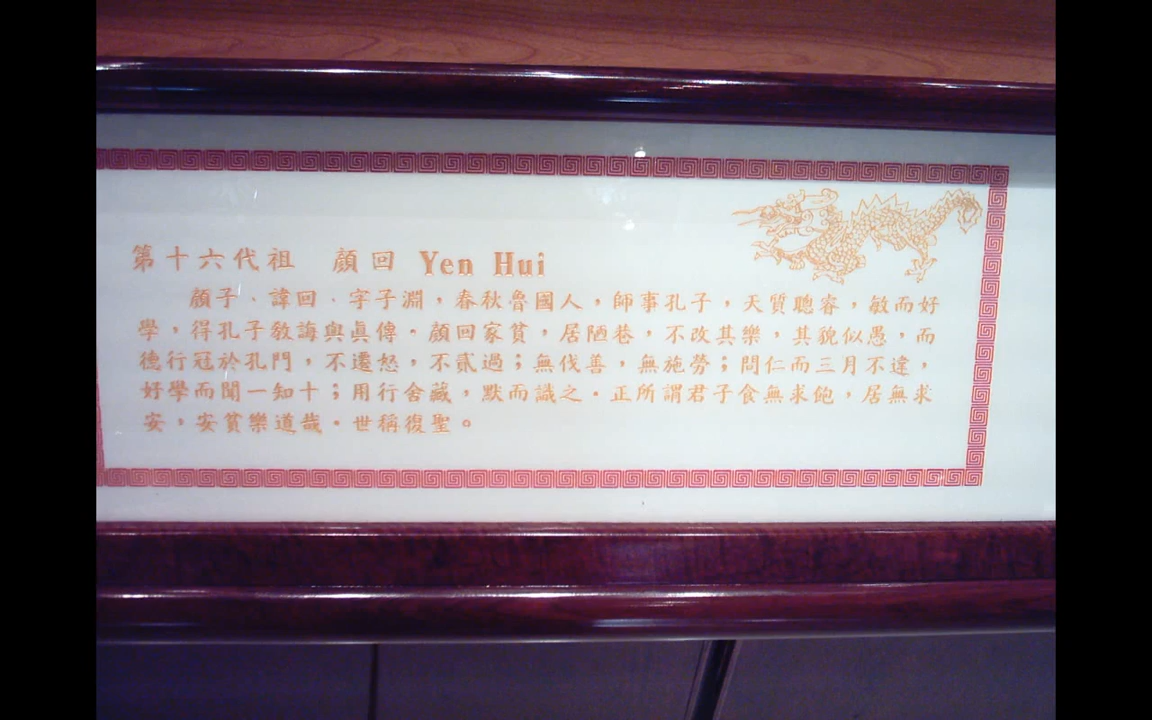 第十六代祖　顏回 Yen Hui
顏子、諱回、字子淵，春秋魯國人，師事孔子，天質聰睿，敏而好
學，得孔子教誨與真傳。顏回家貧，居陋巷，不改其樂，其貌似愚，而
德行冠於孔門，不遷怒，不貳過；無伐善，無施勞；問仁而三月不違，
好學而聞一知十；用行舍藏，默而識之。正所謂君子食無求飽，居無求
安，安貧樂道哉。世稱復聖。